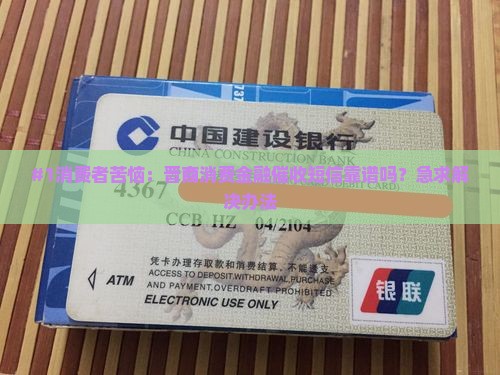 737
中国建设银行
CONSTRUCTION BANK
#1消费者苦恼：晋商消费金融催收短信靠谱吗？急求解
决办法
4367
CCB HZ 04/2104
凭卡办理存取款和消费结算，不能透支。
ACCESS TO DEPOSIT.WITHDRAWAL.PURCHASE
AND PAYMENT.OVERDRAFT PROHIBITED.
ATM
ELECTRONIC USE ONLY
银联